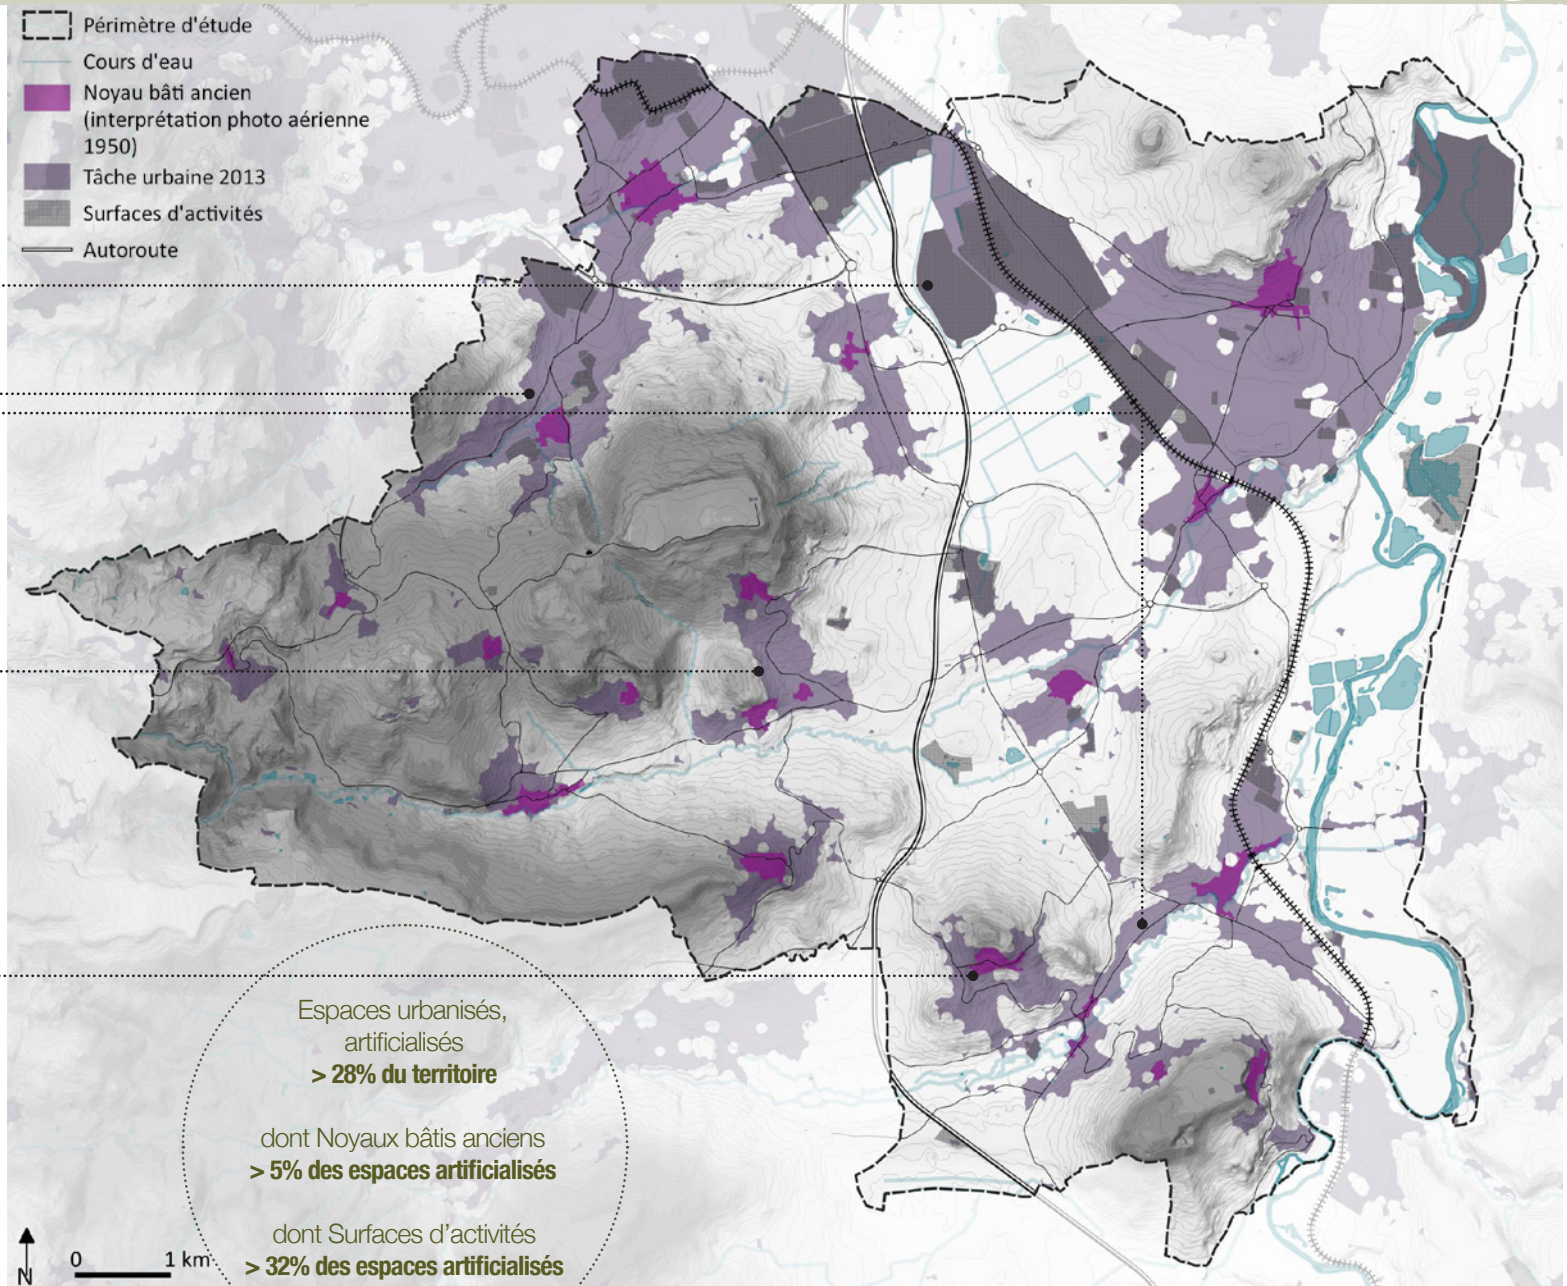 Périmètre d'étude
Cours d'eau
Noyau bâti ancien
(interprétation photo aérienne
1950)
Tâche urbaine 2013
Surfaces d'activités
Autoroute
Espaces urbanisés,
artificialisés
> 28% du territoire
dont Noyaux bâtis anciens
> 5% des espaces artificialisés
dont Surfaces d'activités
> 32% des espaces artificialisés
N
0 1 km